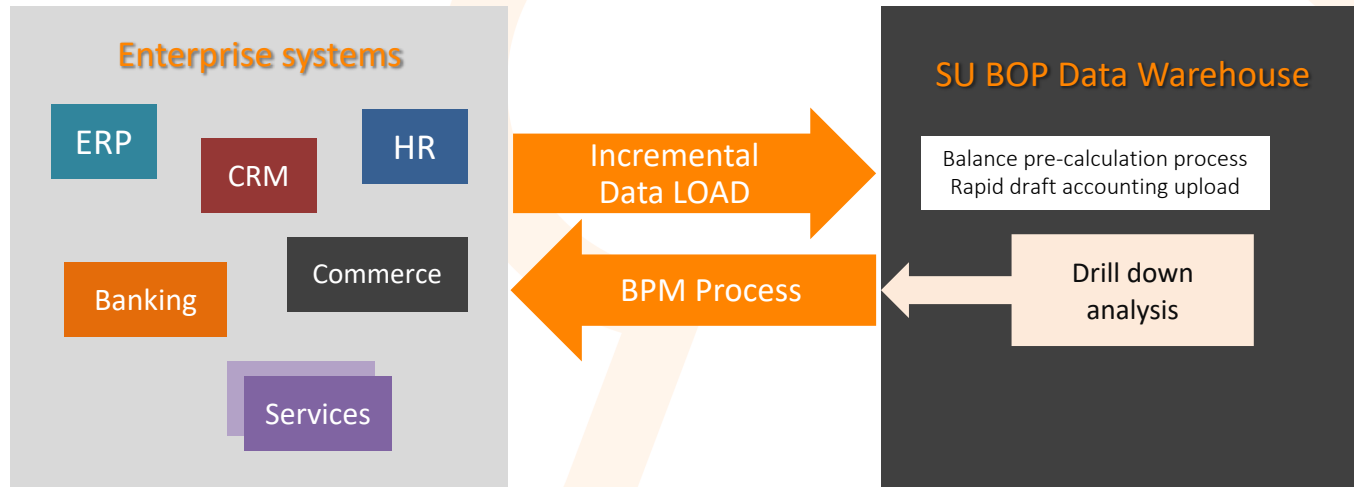 Enterprise systems
ERP
CRM
HR
Banking
Commerce
Services
Incremental
Data LOAD
BPM Process
SU BOP Data Warehouse
Balance pre-calculation process
Rapid draft accounting upload
Drill down
analysis